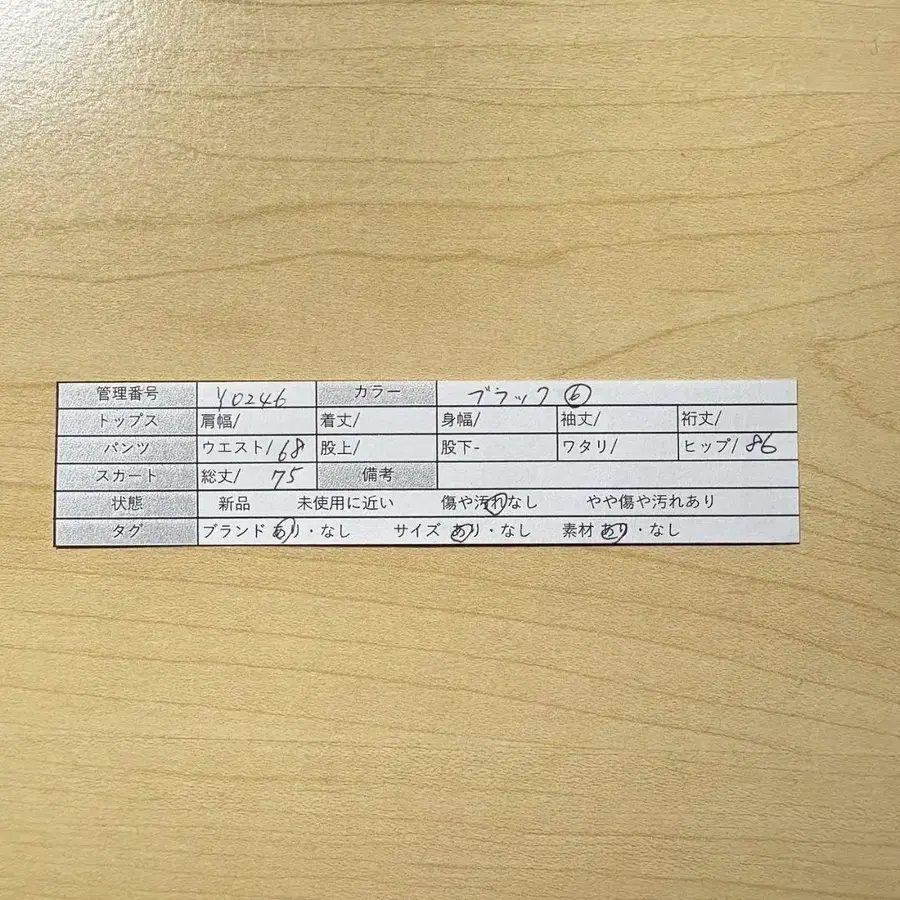 管理番号 Y0246 カラー ブラック ⑥
トップス 肩幅/ 着丈/ 身幅/ 袖丈/ 裄丈/
パンツ ウエスト/68 股上/ 股下- ワタリ/ ヒップ/86
スカート 総丈/ 75 備考
状態 新品 未使用に近い 傷や汚れなし やや傷や汚れあり
タグ ブランド あり・なし サイズ あり・なし 素材 あり・なし